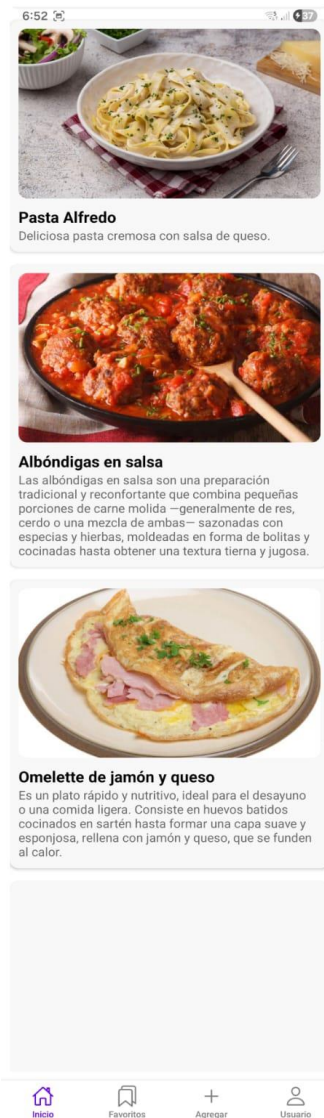 6:52
37
Pasta Alfredo
Deliciosa pasta cremosa con salsa de queso.
Albóndigas en salsa
Las albóndigas en salsa son una preparación
tradicional y reconfortante que combina pequeñas
porciones de carne molida —generalmente de res,
cerdo o una mezcla de ambas— sazonadas con
especias y hierbas, moldeadas en forma de bolitas y
cocinadas hasta obtener una textura tierna y jugosa.
Omelette de jamón y queso
Es un plato rápido y nutritivo, ideal para el desayuno
o una comida ligera. Consiste en huevos batidos
cocinados en sartén hasta formar una capa suave y
esponjosa, rellena con jamón y queso, que se funden
al calor.
Inicio Favoritos Agregar Usuario